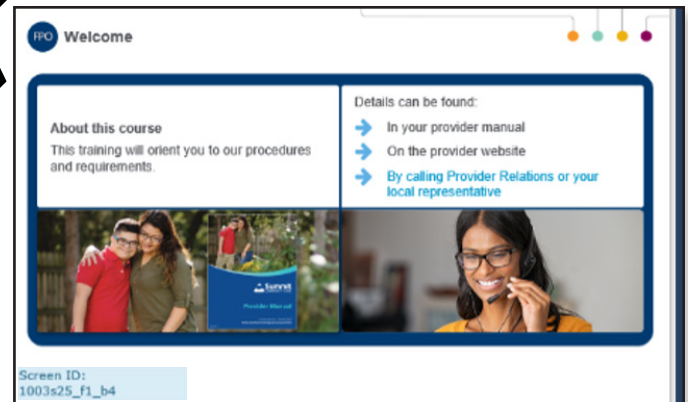 FPO Welcome
About this course
This training will orient you to our procedures
and requirements.
Details can be found:
In your provider manual
On the provider website
By calling Provider Relations or your
local representative
Provider Manual
Screen ID:
1003s25_f1_b4